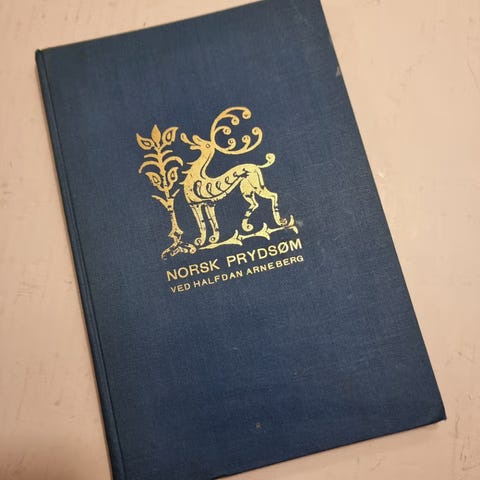 NORSK PRYDSØM
VED HALFDAN ARNEBERG